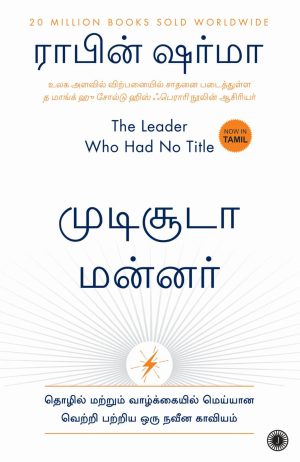 20 MILLION BOOKS SOLD WORLDWIDE
ராபின் ஷர்மா
உலக அளவில் விற்பனையில் சாதனை படைத்துள்ள
த மாங்க் ஹு சோல்டு ஹிஸ் ஃபெராரி நூலின் ஆசிரியர்
The Leader
Who Had No Title
NOW IN
TAMIL
முடிசூடா
மன்னர்
தொழில் மற்றும் வாழ்க்கையில் மெய்யான
வெற்றி பற்றிய ஒரு நவீன காவியம்